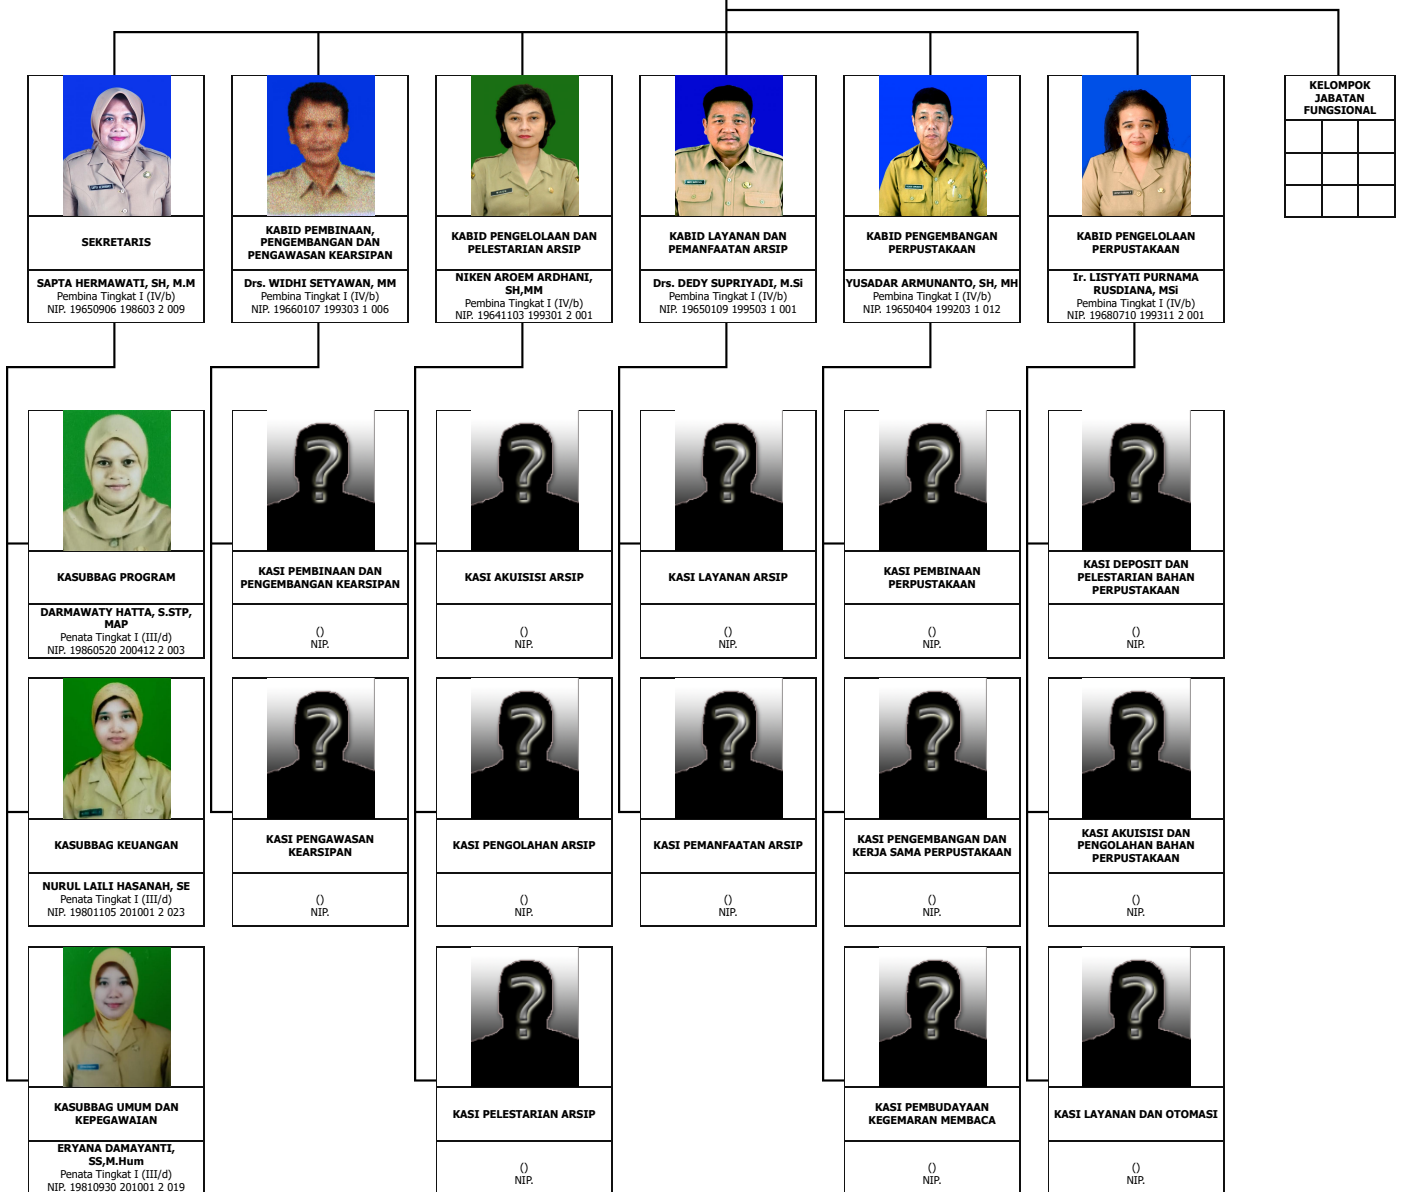 KELOMPOK
JABATAN
FUNGSIONAL
SEKRETARIS
SAPTA HERMAWATI, SH, M.M
Pembina Tingkat I (IV/b)
NIP. 19650906 198603 2 009
KABID PEMBINAAN,
PENGEMBANGAN DAN
PENGAWASAN KEARSIPAN
Drs. WIDHI SETYAWAN, MM
Pembina Tingkat I (IV/b)
NIP. 19660107 199303 1 006
KABID PENGELOLAAN DAN
PELESTARIAN ARSIP
NIKEN AROEM ARDHANI,
SH,MM
Pembina Tingkat I (IV/b)
NIP. 19641103 199301 2 001
KABID LAYANAN DAN
PEMANFAATAN ARSIP
Drs. DEDY SUPRIYADI, M.Si
Pembina Tingkat I (IV/b)
NIP. 19650109 199503 1 001
KABID PENGEMBANGAN
PERPUSTAKAAN
YUSADAR ARMUNANTO, SH, MH
Pembina Tingkat I (IV/b)
NIP. 19650404 199203 1 012
KABID PENGELOLAAN
PERPUSTAKAAN
Ir. LISTYATI PURNAMA
RUSDIANA, MSi
Pembina Tingkat I (IV/b)
NIP. 19680710 199311 2 001
KASUBBAG PROGRAM
DARMAWATY HATTA, S.STP,
MAP
Penata Tingkat I (III/d)
NIP. 19860520 200412 2 003
?
KASI PEMBINAAN DAN
PENGEMBANGAN KEARSIPAN
()
NIP.
?
KASI AKUISISI ARSIP
()
NIP.
?
KASI LAYANAN ARSIP
()
NIP.
?
KASI PEMBINAAN
PERPUSTAKAAN
()
NIP.
?
KASI DEPOSIT DAN
PELESTARIAN BAHAN
PERPUSTAKAAN
()
NIP.
KASUBBAG KEUANGAN
NURUL LAILI HASANAH, SE
Penata Tingkat I (III/d)
NIP. 19801105 201001 2 023
?
KASI PENGAWASAN
KEARSIPAN
()
NIP.
?
KASI PENGOLAHAN ARSIP
()
NIP.
?
KASI PEMANFAATAN ARSIP
()
NIP.
?
KASI PENGEMBANGAN DAN
KERJA SAMA PERPUSTAKAAN
()
NIP.
?
KASI AKUISISI DAN
PENGOLAHAN BAHAN
PERPUSTAKAAN
()
NIP.
KASUBBAG UMUM DAN
KEPEGAWAIAN
ERYANA DAMAYANTI,
SS,M.Hum
Penata Tingkat I (III/d)
NIP. 19810930 201001 2 019
?
KASI PELESTARIAN ARSIP
()
NIP.
?
KASI PEMBUDAYAAN
KEGEMARAN MEMBACA
()
NIP.
?
KASI LAYANAN DAN OTOMASI
()
NIP.